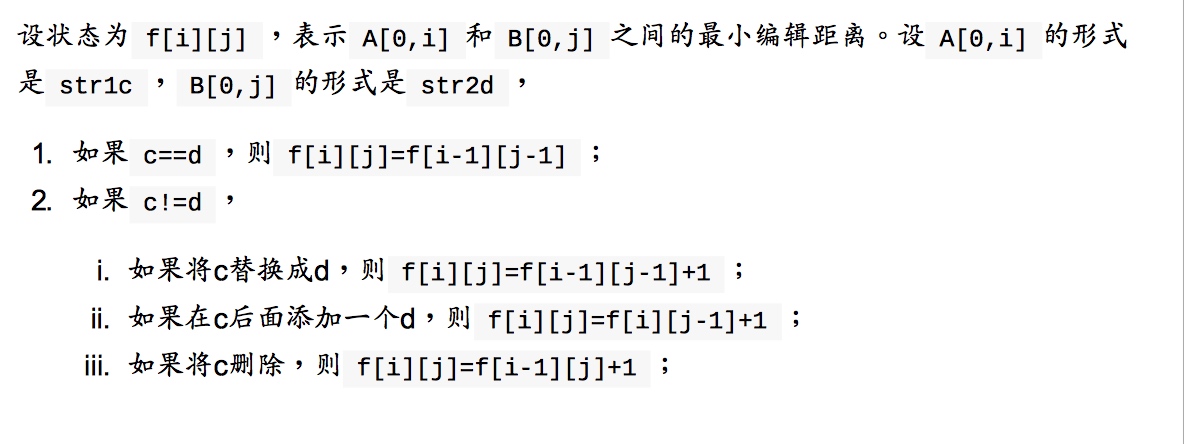 设状态为 f[i][j] ，表示 A[0,i] 和 B[0,j] 之间的最小编辑距离。设 A[0,i] 的形式
是 str1c ， B[0,j] 的形式是 str2d ，
1. 如果 c==d ，则 f[i][j]=f[i-1][j-1] ；
2. 如果 c!=d ，
i. 如果将c替换成d，则 f[i][j]=f[i-1][j-1]+1 ；
ii. 如果在c后面添加一个d，则 f[i][j]=f[i][j-1]+1 ；
iii. 如果将c删除，则 f[i][j]=f[i-1][j]+1 ；